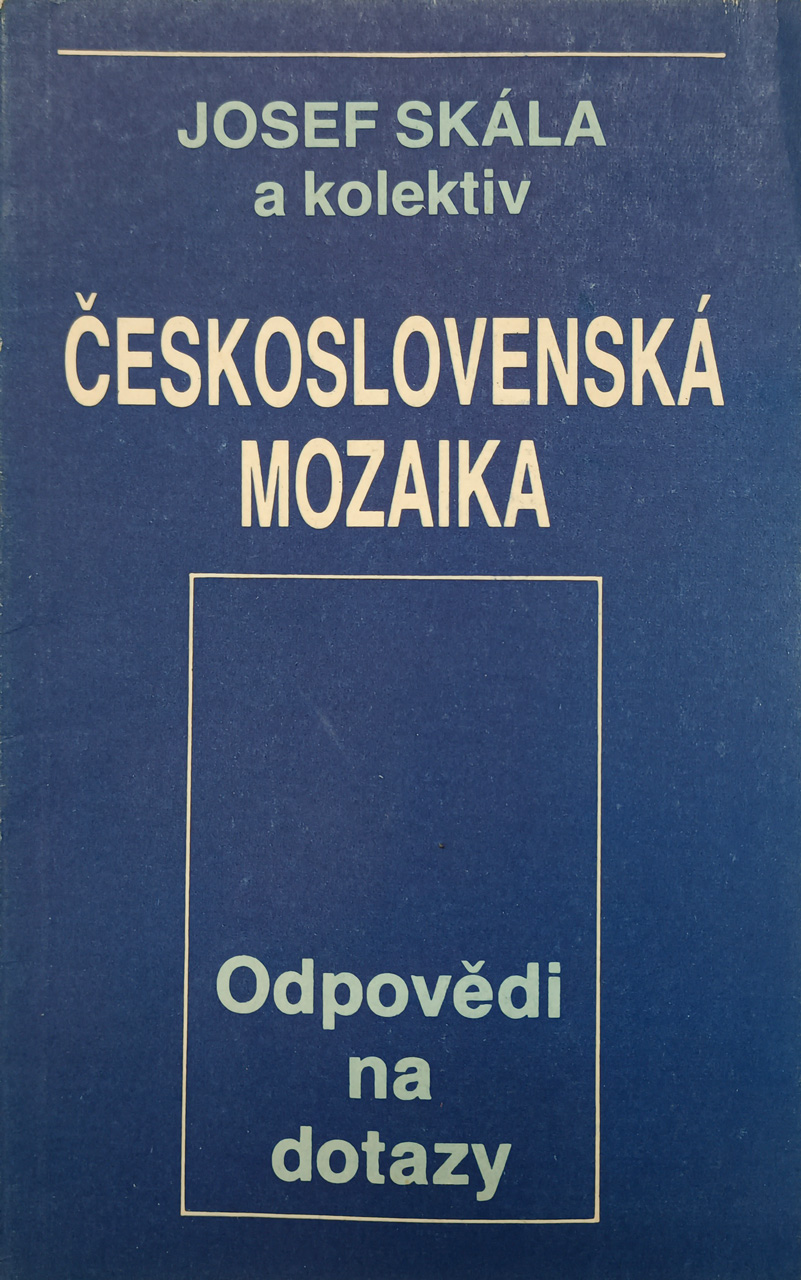 JOSEF SKÁLA
a kolektiv
ČESKOSLOVENSKÁ
MOZAIKA
Odpovědi
na
dotazy